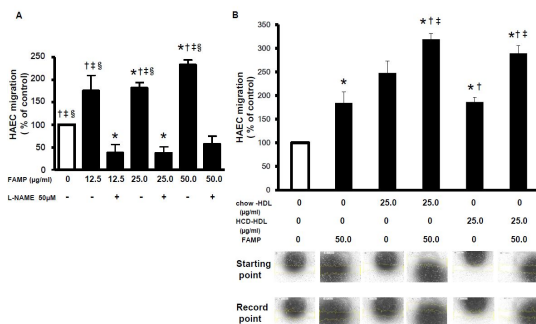 A
HAEC migration
( % of control)
250
200
150
100
50
0
†‡§
†‡§
*
*†‡§
*
*†‡§
FAMP (µg/ml) 0 12.5 12.5 25.0 25.0 50.0 50.0
L-NAME 50µM - - + - + - +
B
HAEC migration
( % of control)
350
300
250
200
150
100
50
0
*
*†‡
*†
*†‡
chow -HDL 0 0 25.0 25.0 0 0
(µg/ml)
HCD-HDL 0 0 0 0 25.0 25.0
(µg/ml)
FAMP 0 50.0 0 50.0 0 50.0
Starting
point
Record
point